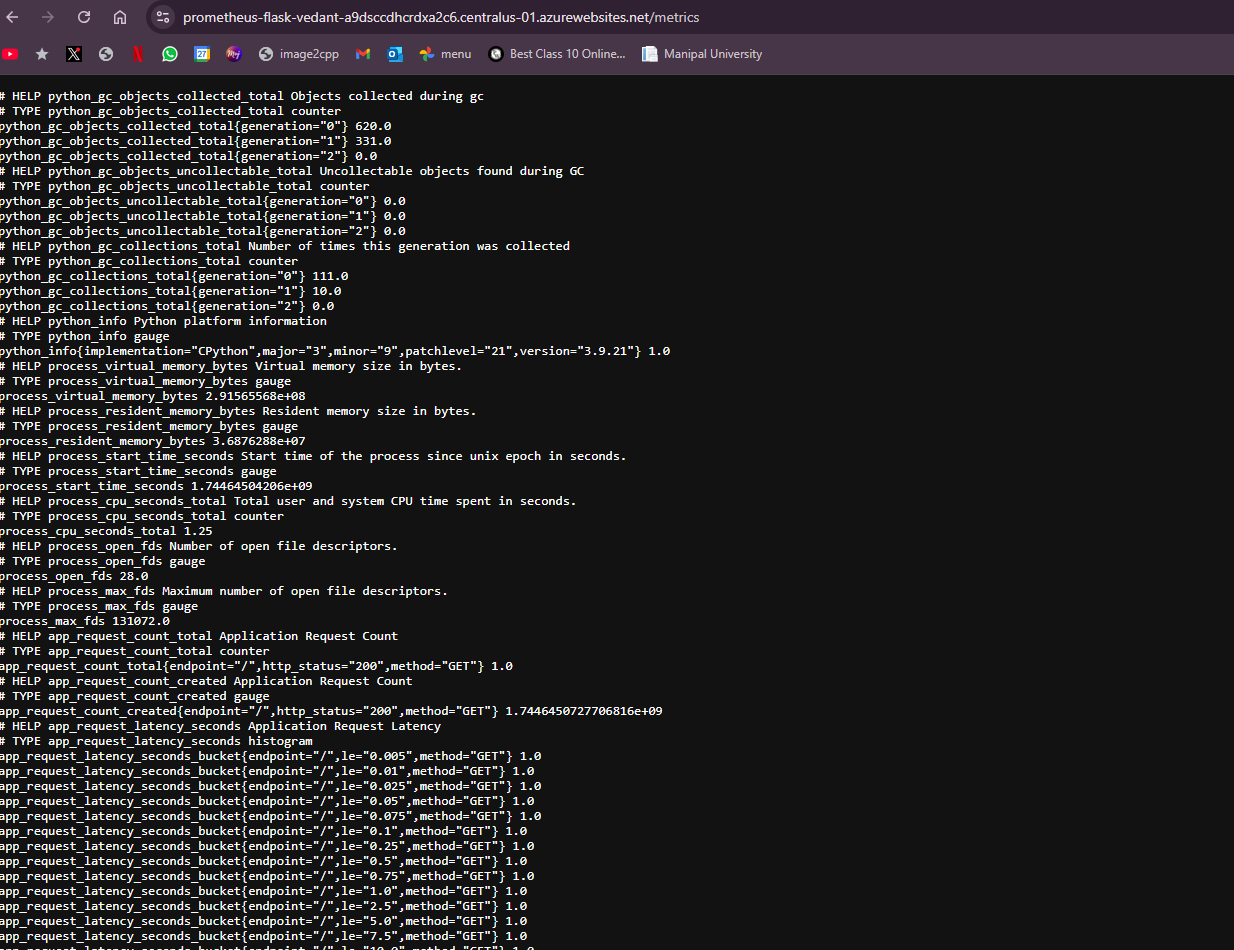 prometheus-flask-vedant-a9dsccdhcrdxa2c6.centralus-01.azurewebsites.net/metrics
X 27 My image2cpp menu Best Class 10 Online... Manipal University
# HELP python_gc_objects_collected_total Objects collected during gc
# TYPE python_gc_objects_collected_total counter
python_gc_objects_collected_total{generation="0"} 620.0
python_gc_objects_collected_total{generation="1"} 331.0
python_gc_objects_collected_total{generation="2"} 0.0
# HELP python_gc_objects_uncollectable_total Uncollectable objects found during GC
# TYPE python_gc_objects_uncollectable_total counter
python_gc_objects_uncollectable_total{generation="0"} 0.0
python_gc_objects_uncollectable_total{generation="1"} 0.0
python_gc_objects_uncollectable_total{generation="2"} 0.0
# HELP python_gc_collections_total Number of times this generation was collected
# TYPE python_gc_collections_total counter
python_gc_collections_total{generation="0"} 111.0
python_gc_collections_total{generation="1"} 10.0
python_gc_collections_total{generation="2"} 0.0
# HELP python_info Python platform information
# TYPE python_info gauge
python_info{implementation="CPython",major="3",minor="9",patchlevel="21",version="3.9.21"} 1.0
# HELP process_virtual_memory_bytes Virtual memory size in bytes.
# TYPE process_virtual_memory_bytes gauge
process_virtual_memory_bytes 2.91565568e+08
# HELP process_resident_memory_bytes Resident memory size in bytes.
# TYPE process_resident_memory_bytes gauge
process_resident_memory_bytes 3.6876288e+07
# HELP process_start_time_seconds Start time of the process since unix epoch in seconds.
# TYPE process_start_time_seconds gauge
process_start_time_seconds 1.74464504206e+09
# HELP process_cpu_seconds_total Total user and system CPU time spent in seconds.
# TYPE process_cpu_seconds_total counter
process_cpu_seconds_total 1.25
# HELP process_open_fds Number of open file descriptors.
# TYPE process_open_fds gauge
process_open_fds 28.0
# HELP process_max_fds Maximum number of open file descriptors.
# TYPE process_max_fds gauge
process_max_fds 131072.0
# HELP app_request_count_total Application Request Count
# TYPE app_request_count_total counter
app_request_count_total{endpoint="/",http_status="200",method="GET"} 1.0
# HELP app_request_count_created Application Request Count
# TYPE app_request_count_created gauge
app_request_count_created{endpoint="/",http_status="200",method="GET"} 1.7446450727706816e+09
# HELP app_request_latency_seconds Application Request Latency
# TYPE app_request_latency_seconds histogram
app_request_latency_seconds_bucket{endpoint="/",le="0.005",method="GET"} 1.0
app_request_latency_seconds_bucket{endpoint="/",le="0.01",method="GET"} 1.0
app_request_latency_seconds_bucket{endpoint="/",le="0.025",method="GET"} 1.0
app_request_latency_seconds_bucket{endpoint="/",le="0.05",method="GET"} 1.0
app_request_latency_seconds_bucket{endpoint="/",le="0.075",method="GET"} 1.0
app_request_latency_seconds_bucket{endpoint="/",le="0.1",method="GET"} 1.0
app_request_latency_seconds_bucket{endpoint="/",le="0.25",method="GET"} 1.0
app_request_latency_seconds_bucket{endpoint="/",le="0.5",method="GET"} 1.0
app_request_latency_seconds_bucket{endpoint="/",le="0.75",method="GET"} 1.0
app_request_latency_seconds_bucket{endpoint="/",le="1.0",method="GET"} 1.0
app_request_latency_seconds_bucket{endpoint="/",le="2.5",method="GET"} 1.0
app_request_latency_seconds_bucket{endpoint="/",le="5.0",method="GET"} 1.0
app_request_latency_seconds_bucket{endpoint="/",le="7.5",method="GET"} 1.0